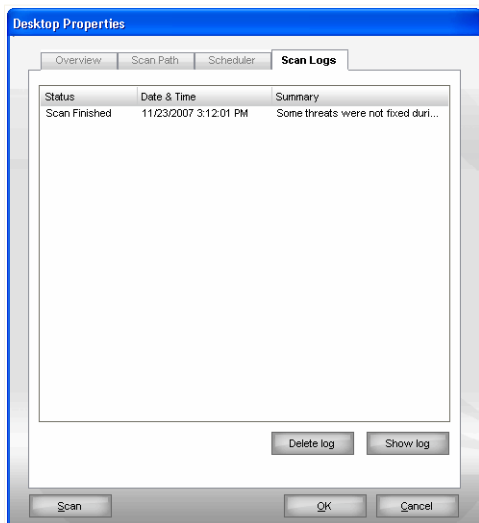 Desktop Properties
Overview Scan Path Scheduler Scan Logs
Status Date & Time Summary
Scan Finished 11/23/2007 3:12:01 PM Some threats were not fixed duri...
Delete log Show log
Scan OK Cancel